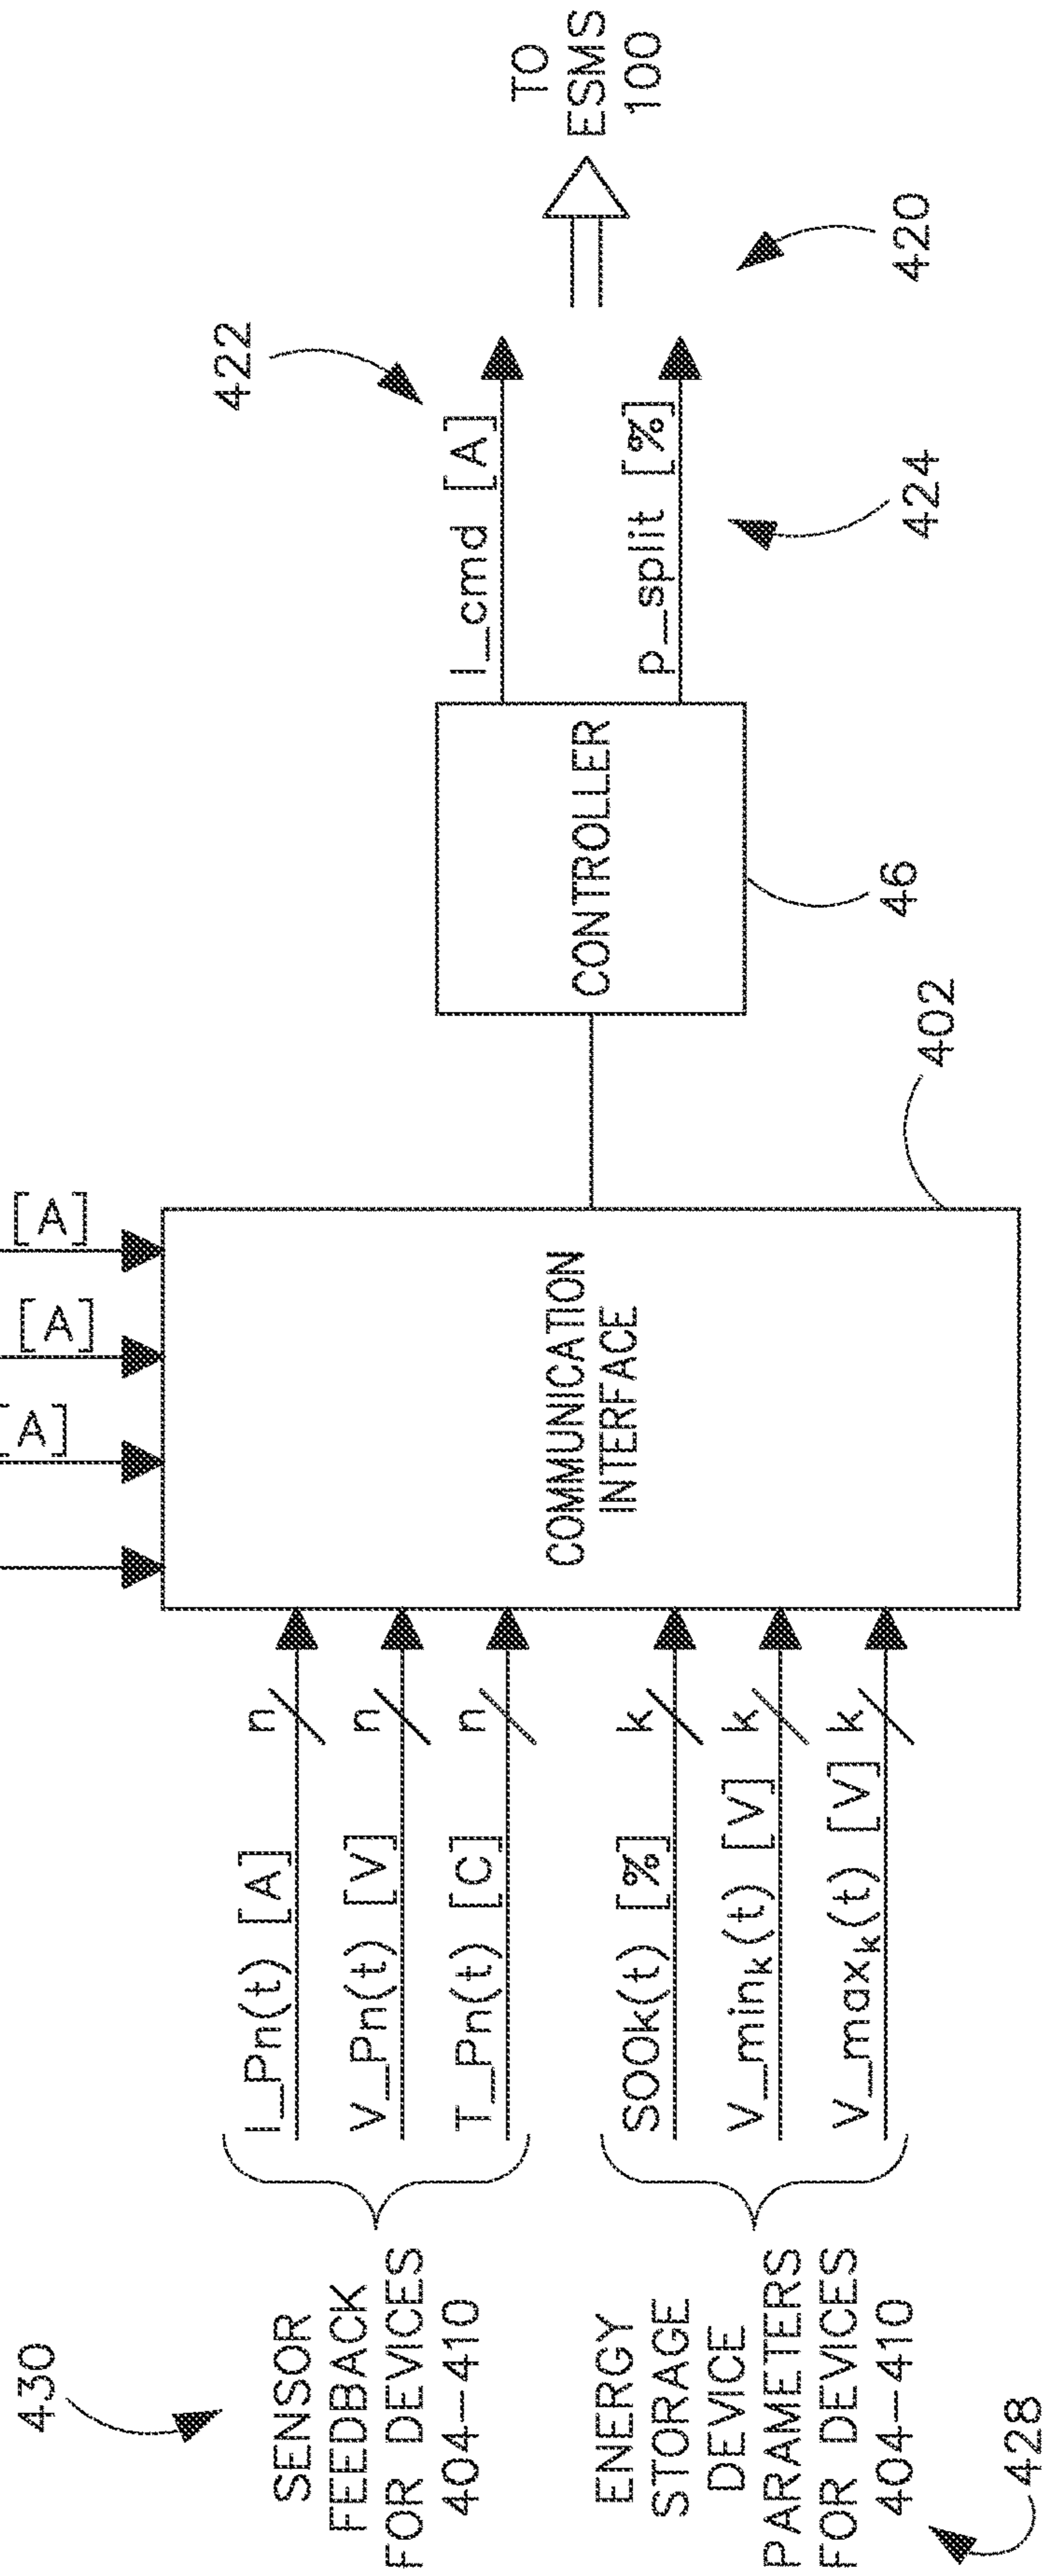 430
[A]
[A]
[A]
SENSOR
FEEDBACK
FOR DEVICES
404–410
I_Pn(t) [A]
n
V_Pn(t) [V]
n
T_Pn(t) [C]
n
ENERGY
STORAGE
DEVICE
PARAMETERS
FOR DEVICES
404–410
428
SOOk(t) [%]
k
V_minₖ(t) [V]
k
V_maxₖ(t) [V]
k
COMMUNICATION
INTERFACE
402
CONTROLLER
46
422
I_cmd [A]
p_split [%]
424
TO
ESMS
100
420